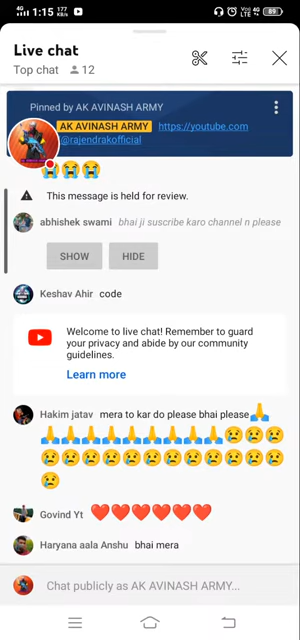 4G 1:15 177 KB/s
Vo) 4G LTE 89
Live chat
Top chat 12
Pinned by AK AVINASH ARMY
AK AVINASH ARMY https://youtube.com
@rajendrakofficial
😭😭😭
This message is held for review.
abhishek swami bhai ji suscribe karo channel n please
SHOW HIDE
Keshav Ahir code
Welcome to live chat! Remember to guard
your privacy and abide by our community
guidelines.
Learn more
Hakim jatav mera to kar do please bhai please🙏
🙏🙏🙏🙏🙏🙏🙏🙏🙏😢😢😢
😢😢😢😢😢😢😢😢😢😢😢😢
😢
Govind Yt ❤️❤️❤️❤️❤️❤️
Haryana aala Anshu bhai mera
Chat publicly as AK AVINASH ARMY...